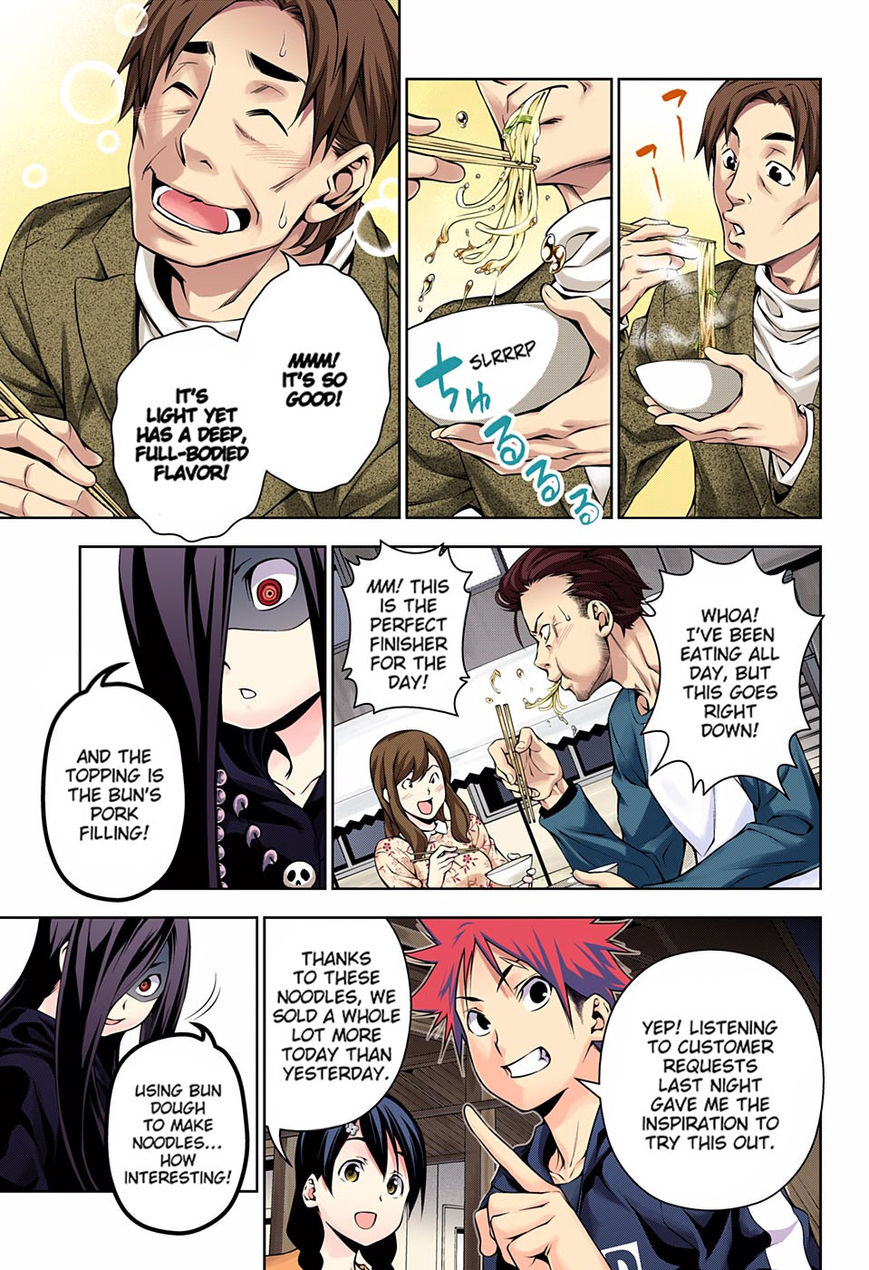 フー
フー
SLRRRP
ちゅ
る
る
る
MMM!
IT'S SO
GOOD!
IT'S
LIGHT YET
HAS A DEEP,
FULL-BODIED
FLAVOR!
WHOA!
I'VE BEEN
EATING ALL
DAY, BUT
THIS GOES
RIGHT
DOWN!
MM! THIS
IS THE
PERFECT
FINISHER
FOR THE
DAY!
AND THE
TOPPING IS
THE BUN'S
PORK
FILLING!
YEP! LISTENING
TO CUSTOMER
REQUESTS
LAST NIGHT
GAVE ME THE
INSPIRATION TO
TRY THIS OUT.
THANKS
TO THESE
NOODLES, WE
SOLD A WHOLE
LOT MORE
TODAY THAN
YESTERDAY.
USING BUN
DOUGH
TO MAKE
NOODLES...
HOW
INTERESTING!